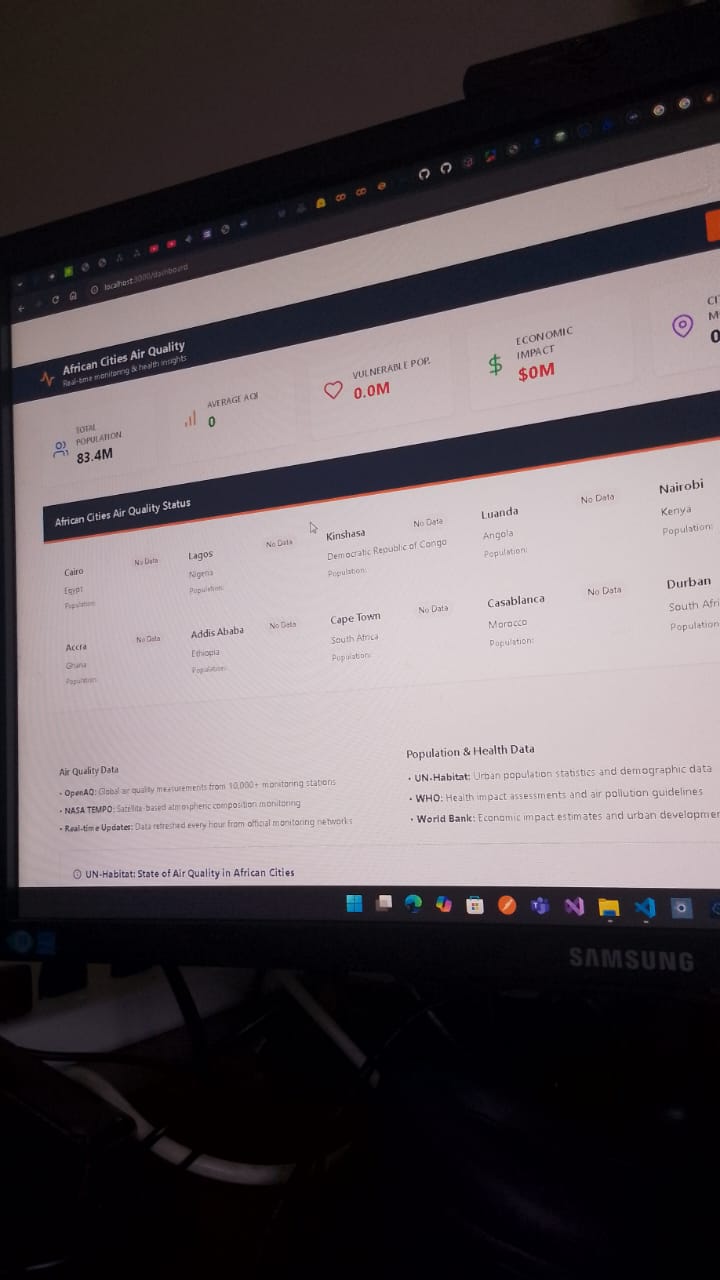 localhost:3000/dashboard
African Cities Air Quality
Real-time monitoring & health insights
TOTAL
POPULATION
83.4M
AVERAGE AQI
0
VULNERABLE POP.
0.0M
ECONOMIC
IMPACT
$0M
African Cities Air Quality Status
Cairo
No Data
Egypt
Population:
Lagos
No Data
Nigeria
Population:
Kinshasa
No Data
Democratic Republic of Congo
Population:
Luanda
No Data
Angola
Population:
Nairobi
Kenya
Population:
Accra
No Data
Ghana
Population:
Addis Ababa
No Data
Ethiopia
Population:
Cape Town
No Data
South Africa
Population:
Casablanca
No Data
Morocco
Population:
Durban
South Afri
Population
Air Quality Data
• OpenAQ: Global air quality measurements from 10,000+ monitoring stations
• NASA TEMPO: Satellite-based atmospheric composition monitoring
• Real-time Updates: Data refreshed every hour from official monitoring networks
Population & Health Data
• UN-Habitat: Urban population statistics and demographic data
• WHO: Health impact assessments and air pollution guidelines
• World Bank: Economic impact estimates and urban developmen
UN-Habitat: State of Air Quality in African Cities
SAMSUNG